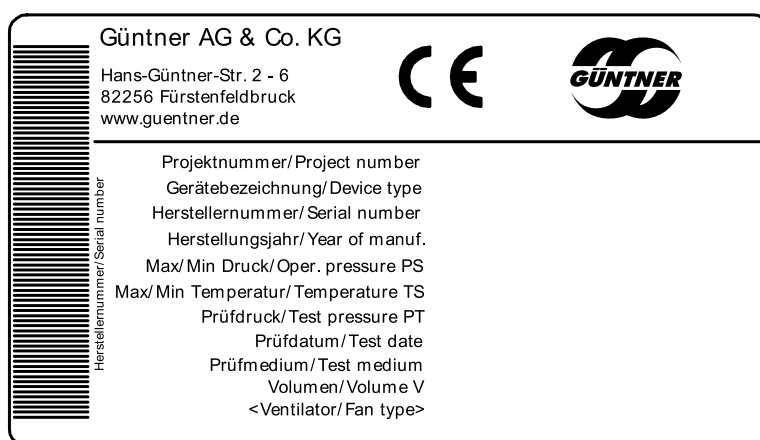 Güntner AG & Co. KG
Hans-Güntner-Str. 2 - 6
82256 Fürstenfeldbruck
www.guentner.de
CE
GÜNTNER
Herstellernummer/Serial number
Projektnummer/Project number
Gerätebezeichnung/Device type
Herstellernummer/Serial number
Herstellungsjahr/Year of manuf.
Max/Min Druck/Oper. pressure PS
Max/Min Temperatur/Temperature TS
Prüfdruck/Test pressure PT
Prüfdatum/Test date
Prüfmedium/Test medium
Volumen/Volume V
<Ventilator/Fan type>